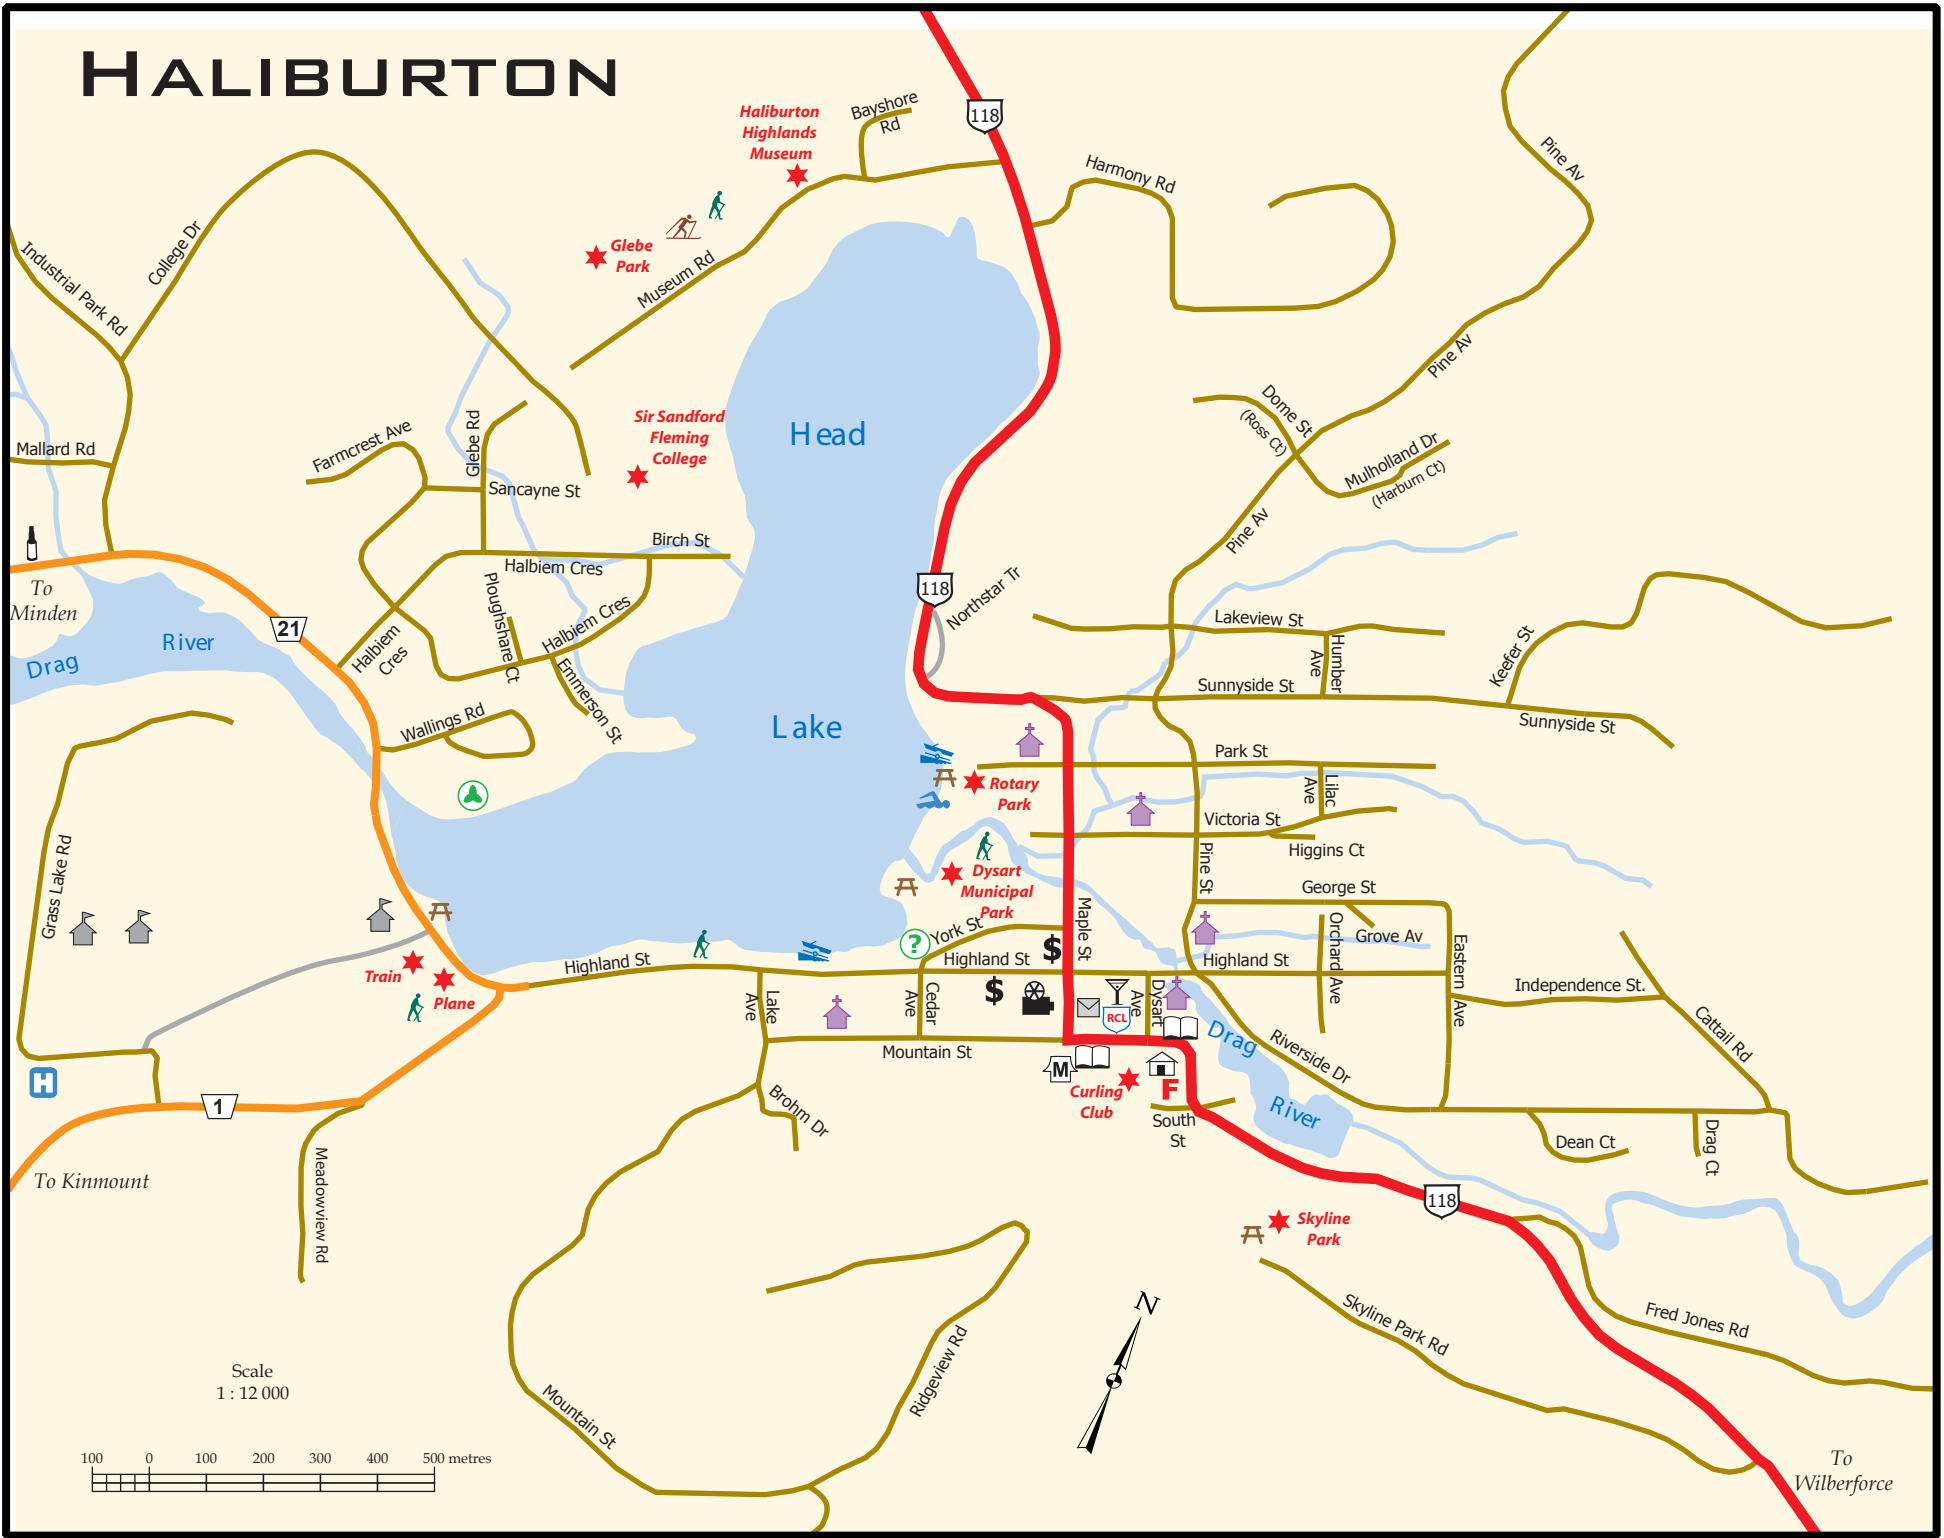 HALIBURTON
118
Haliburton
Highlands
Museum
Bayshore
Rd
Harmony Rd
Pine Av
Industrial Park Rd
College Dr
Glebe
Park
Museum Rd
Pine Av
Dome St
(Ross Ct)
Mulholland Dr
(Harburn Ct)
Pine Av
Mallard Rd
Farmcrest Ave
Glebe Rd
Sancayne St
Sir Sandford
Fleming
College
Head
Birch St
Halbiem Cres
Ploughshare Ct
Halbiem Cres
Halbiem
Cres
Emmerson St
Wallings Rd
To
Minden
21
River
Drag
118
Northstar Tr
Lakeview St
Humber
Ave
Keefer St
Sunnyside St
Sunnyside St
Lake
Park St
Rotary
Park
Lilac
Ave
Victoria St
Higgins Ct
Pine St
George St
Grove Av
Orchard Ave
Eastern Ave
Dysart
Municipal
Park
Maple St
York St
?
$
Highland St
Highland St
Highland St
Independence St.
Cattail Rd
Grass Lake Rd
Train
Plane
Lake
Ave
Cedar
Ave
$
RCL
Dysart
Ave
Drag
River
Riverside Dr
Mountain St
M
Curling
Club
F
South
St
Brohm Dr
H
1
To Kinmount
Meadowview Rd
Dean Ct
Drag Ct
118
Skyline
Park
Skyline Park Rd
Fred Jones Rd
Ridgeview Rd
Mountain St
N
Scale
1 : 12 000
100 0 100 200 300 400 500 metres
To
Wilberforce